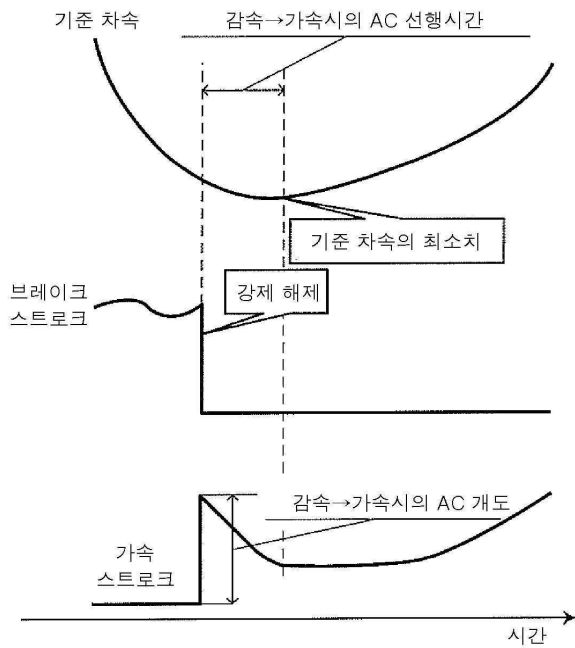 기준 차속
감속→가속시의 AC 선행시간
기준 차속의 최소치
브레이크
스트로크
강제 해제
감속→가속시의 AC 개도
가속
스트로크
시간